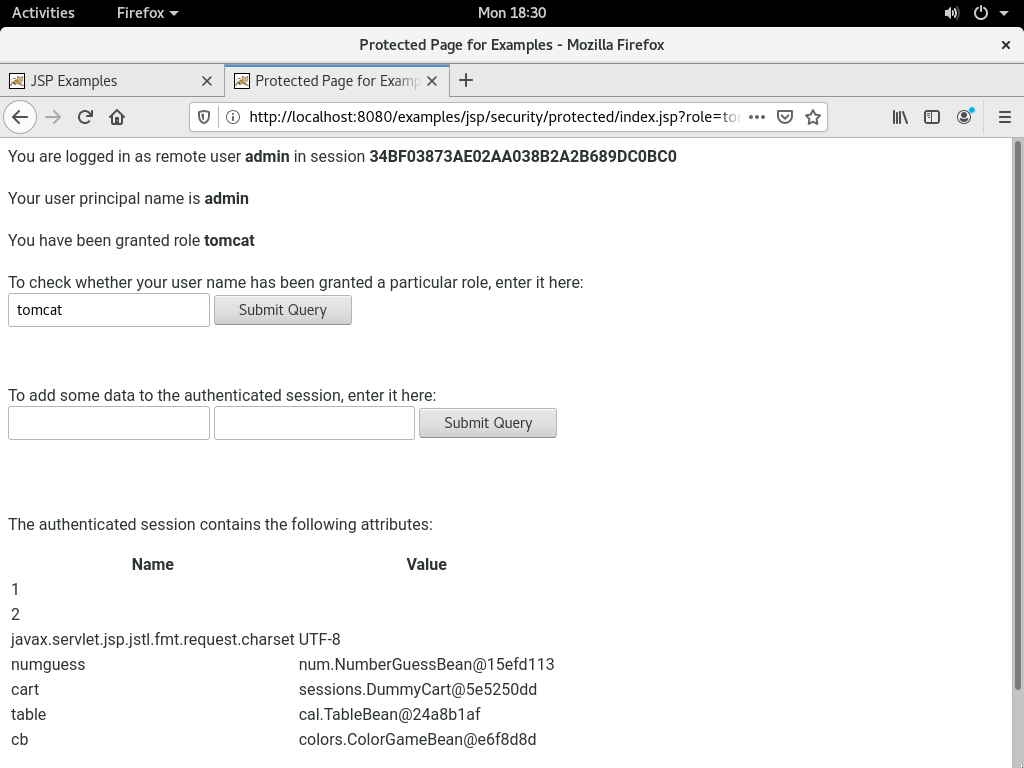 Activities Firefox Mon 18:30
Protected Page for Examples - Mozilla Firefox
JSP Examples Protected Page for Examp
http://localhost:8080/examples/jsp/security/protected/index.jsp?role=to
You are logged in as remote user admin in session 34BF03873AE02AA038B2A2B689DC0BC0
Your user principal name is admin
You have been granted role tomcat
To check whether your user name has been granted a particular role, enter it here:
tomcat Submit Query
To add some data to the authenticated session, enter it here:
Submit Query
The authenticated session contains the following attributes:
Name Value
1
2
javax.servlet.jsp.jstl.fmt.request.charset UTF-8
numguess num.NumberGuessBean@15efd113
cart sessions.DummyCart@5e5250dd
table cal.TableBean@24a8b1af
cb colors.ColorGameBean@e6f8d8d